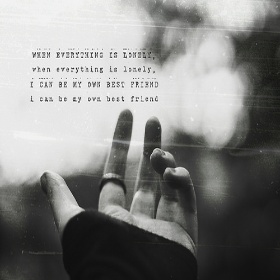 WHEN EVERYTHING IS LONELY,
when everything is lonely,
I CAN BE MY OWN BEST FRIEND
i can be my own best friend